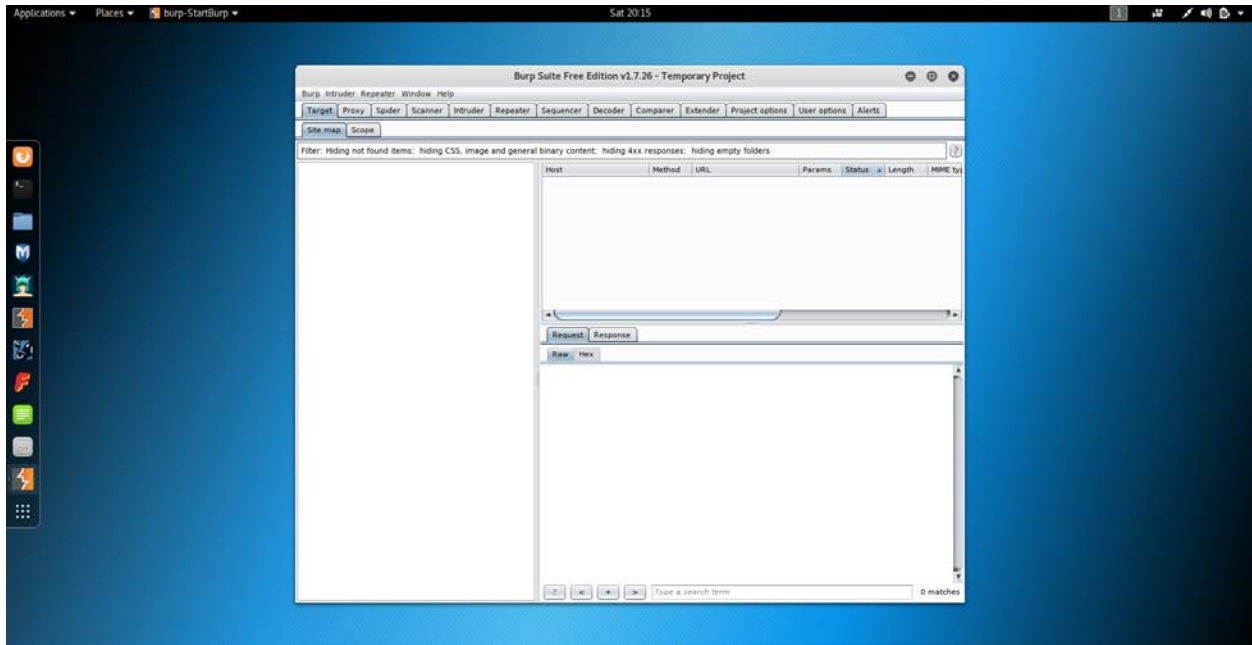 Applications Places burp-StartBurp Sat 20:15 1
Burp Suite Free Edition v1.7.26 - Temporary Project
Burp Intruder Repeater Window Help
Target Proxy Spider Scanner Intruder Repeater Sequencer Decoder Comparer Extender Project options User options Alerts
Site map Scope
Filter: Hiding not found items; hiding CSS, image and general binary content; hiding 4xx responses; hiding empty folders ?
Host Method URL Params Status Length MIME typ
Request Response
Raw Hex
? < + > Type a search term 0 matches